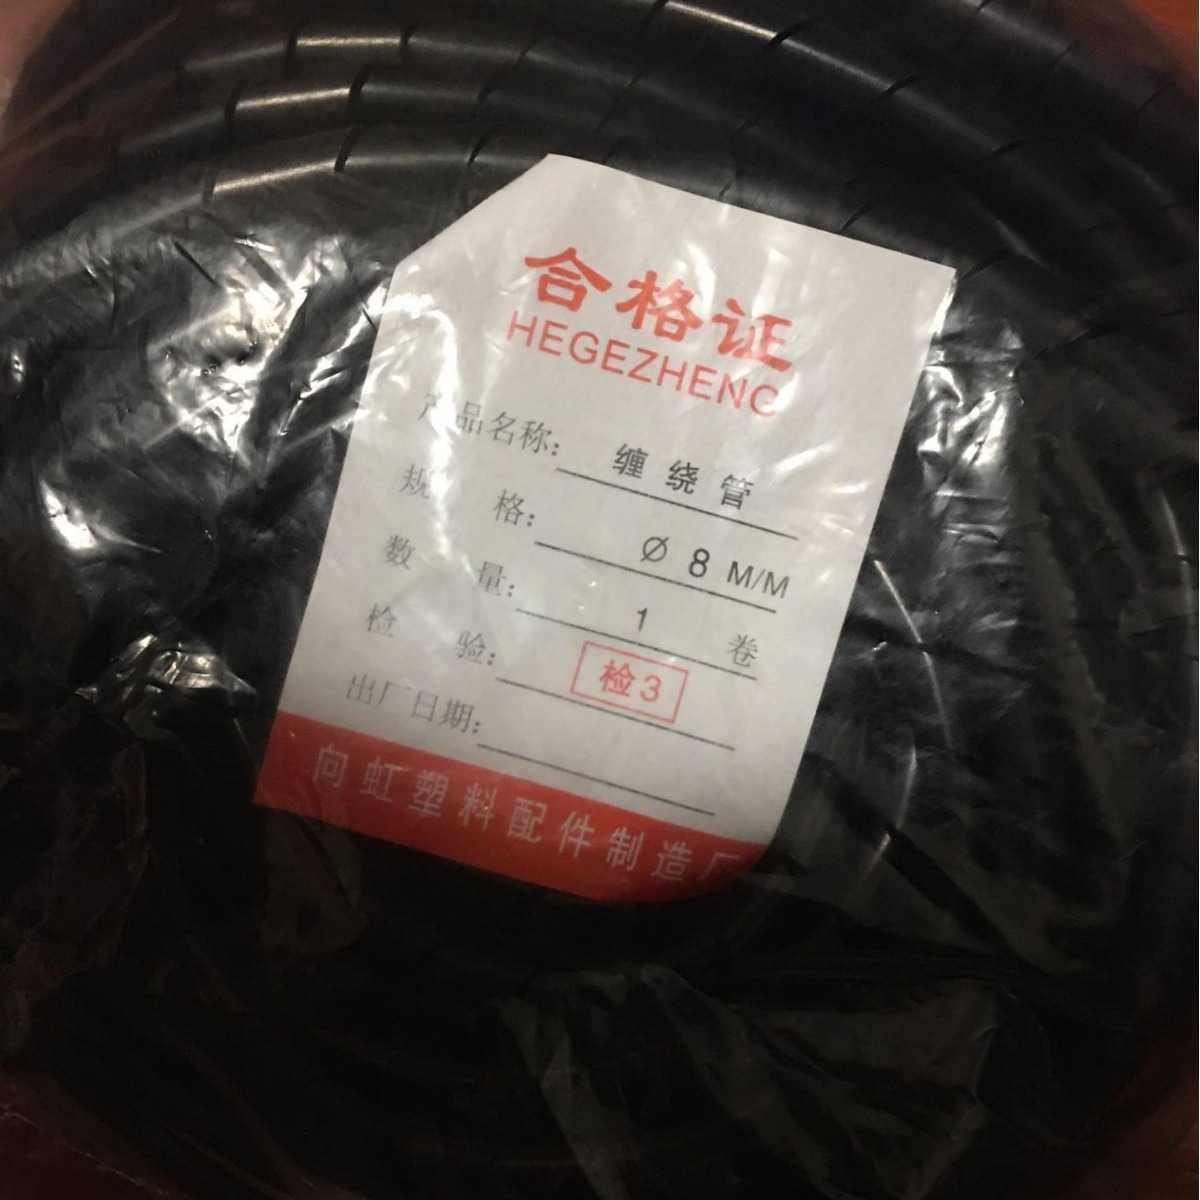 合格证
HEGEZHENG
产品名称: 缠绕管
规格: Ø 8 M/M
数量: 1 卷
检验: 检3
出厂日期:
向虹塑料配件制造厂